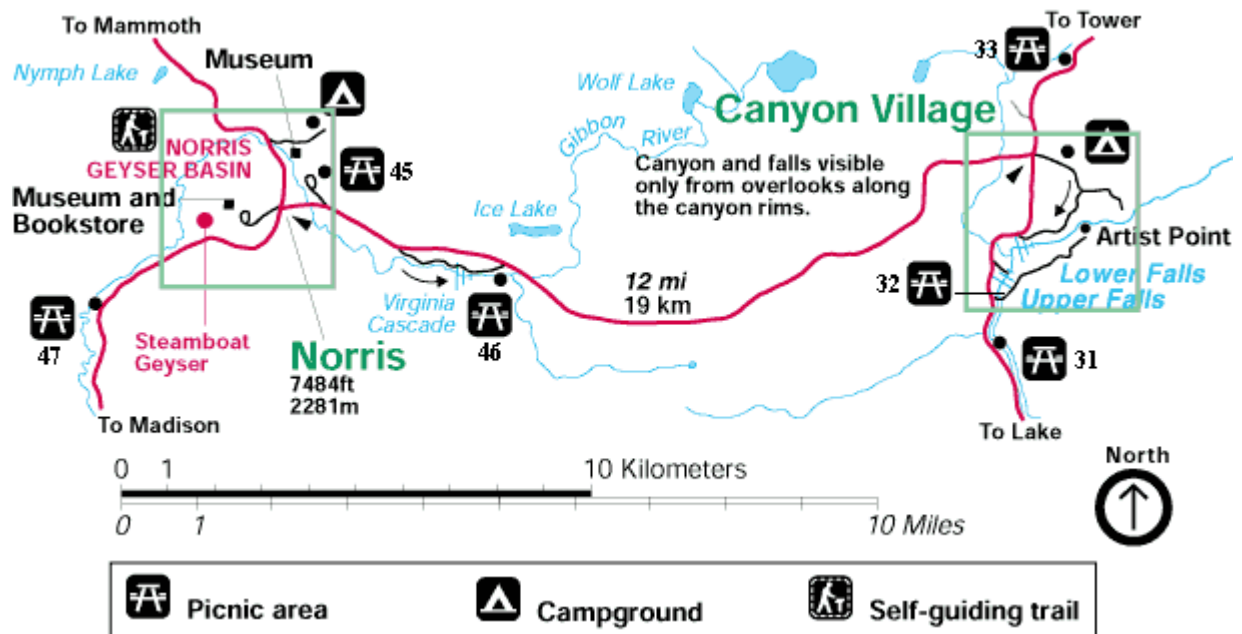 To Mammoth
To Tower
33
Nymph Lake
Museum
Wolf Lake
Canyon Village
Gibbon
River
NORRIS
GEYSER BASIN
45
Canyon and falls visible
only from overlooks along
the canyon rims.
Museum and
Bookstore
Ice Lake
Artist Point
12 mi
19 km
32
Lower Falls
Upper Falls
Virginia
Cascade
47
Steamboat
Geyser
46
31
Norris
7484ft
2281m
To Madison
To Lake
North
0 1 10 Kilometers
0 1 10 Miles
Picnic area
Campground
Self-guiding trail